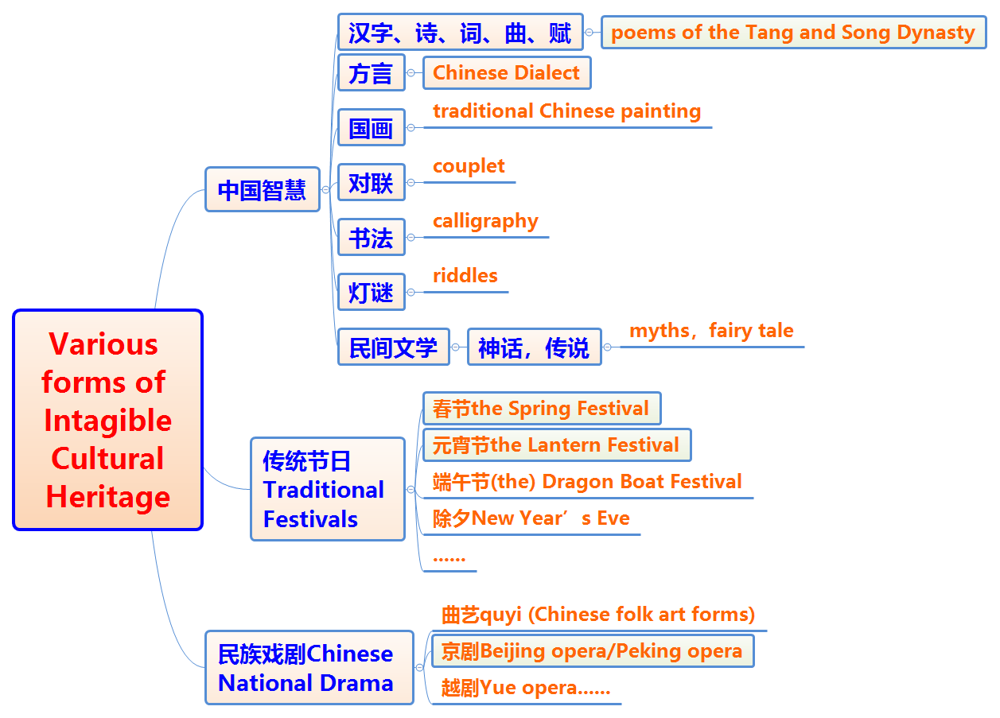 Various
forms of
Intagible
Cultural
Heritage
中国智慧
汉字、诗、词、曲、赋
poems of the Tang and Song Dynasty
方言
Chinese Dialect
国画
traditional Chinese painting
对联
couplet
书法
calligraphy
灯谜
riddles
民间文学
神话，传说
myths，fairy tale
传统节日
Traditional
Festivals
春节the Spring Festival
元宵节the Lantern Festival
端午节(the) Dragon Boat Festival
除夕New Year’s Eve
……
民族戏剧Chinese
National Drama
曲艺quyi (Chinese folk art forms)
京剧Beijing opera/Peking opera
越剧Yue opera……